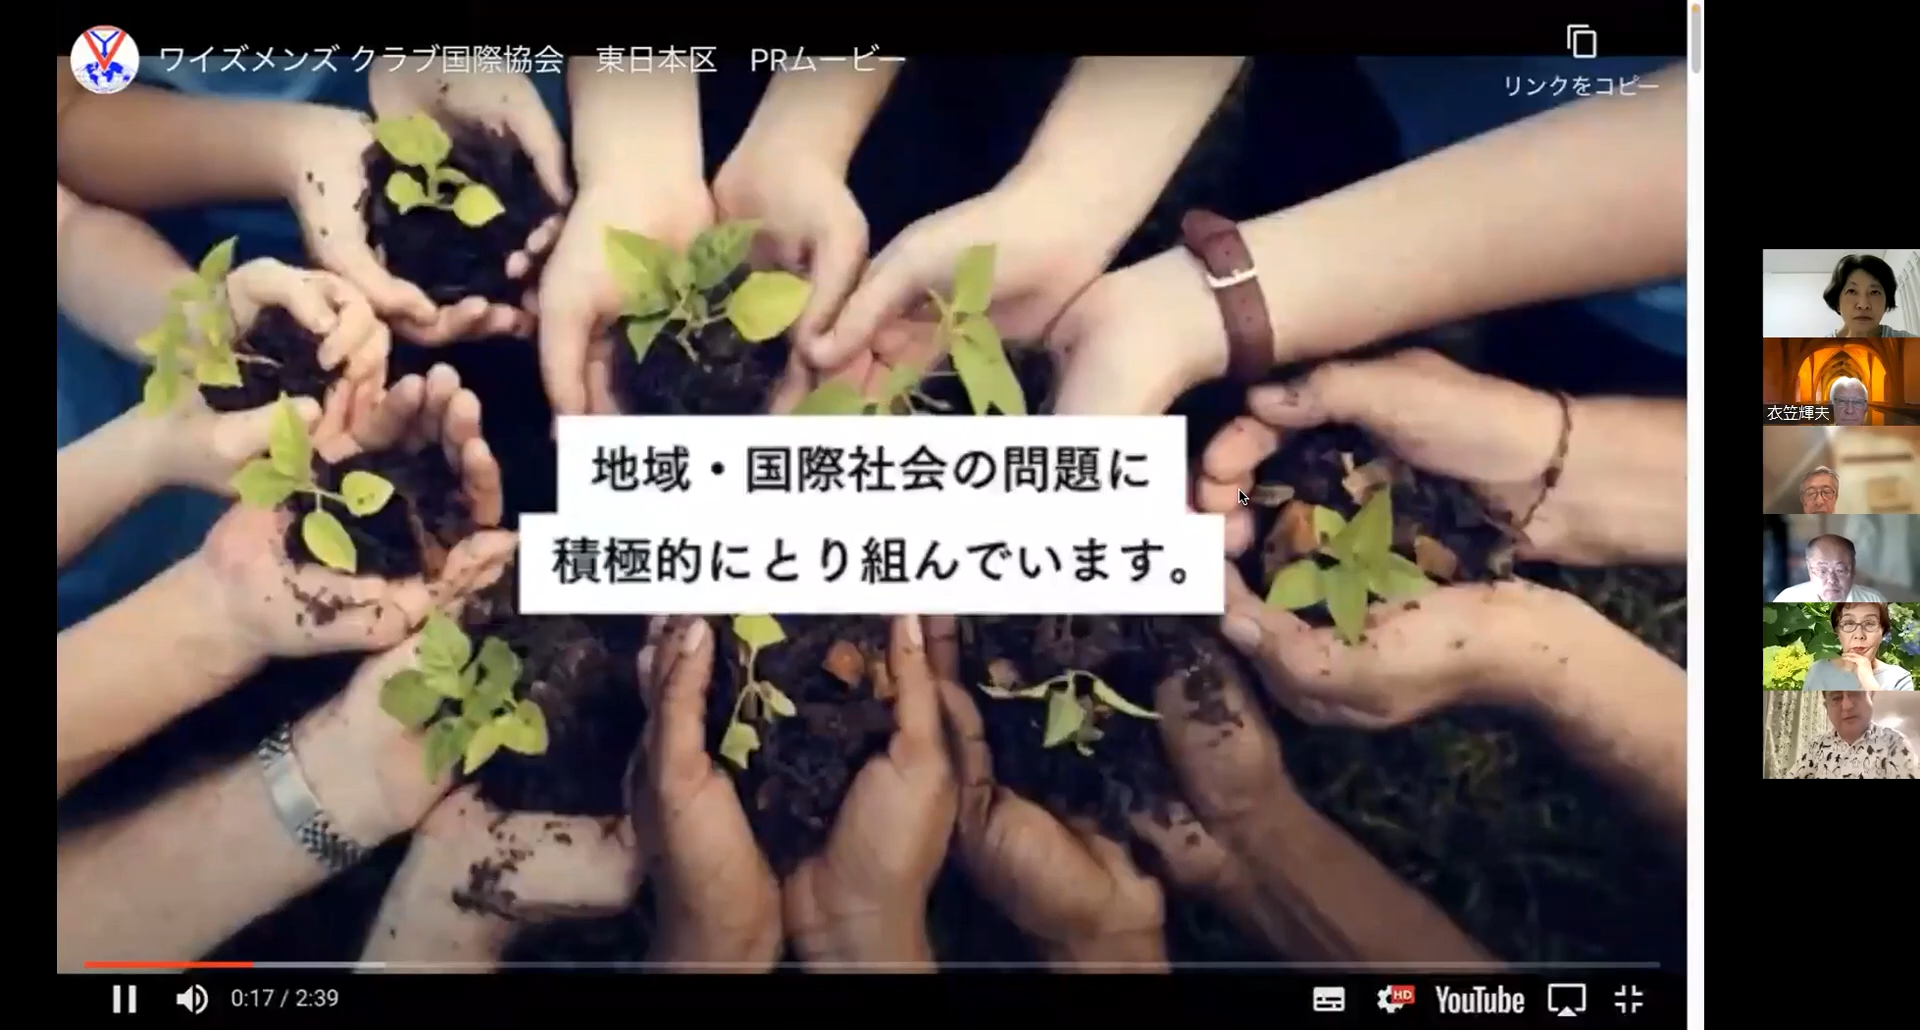 ワイズメンズ クラブ国際協会　東日本区　PRムービー
リンクをコピー
地域・国際社会の問題に
積極的にとり組んでいます。
衣笠輝夫
0:17 / 2:39
HD
YouTube